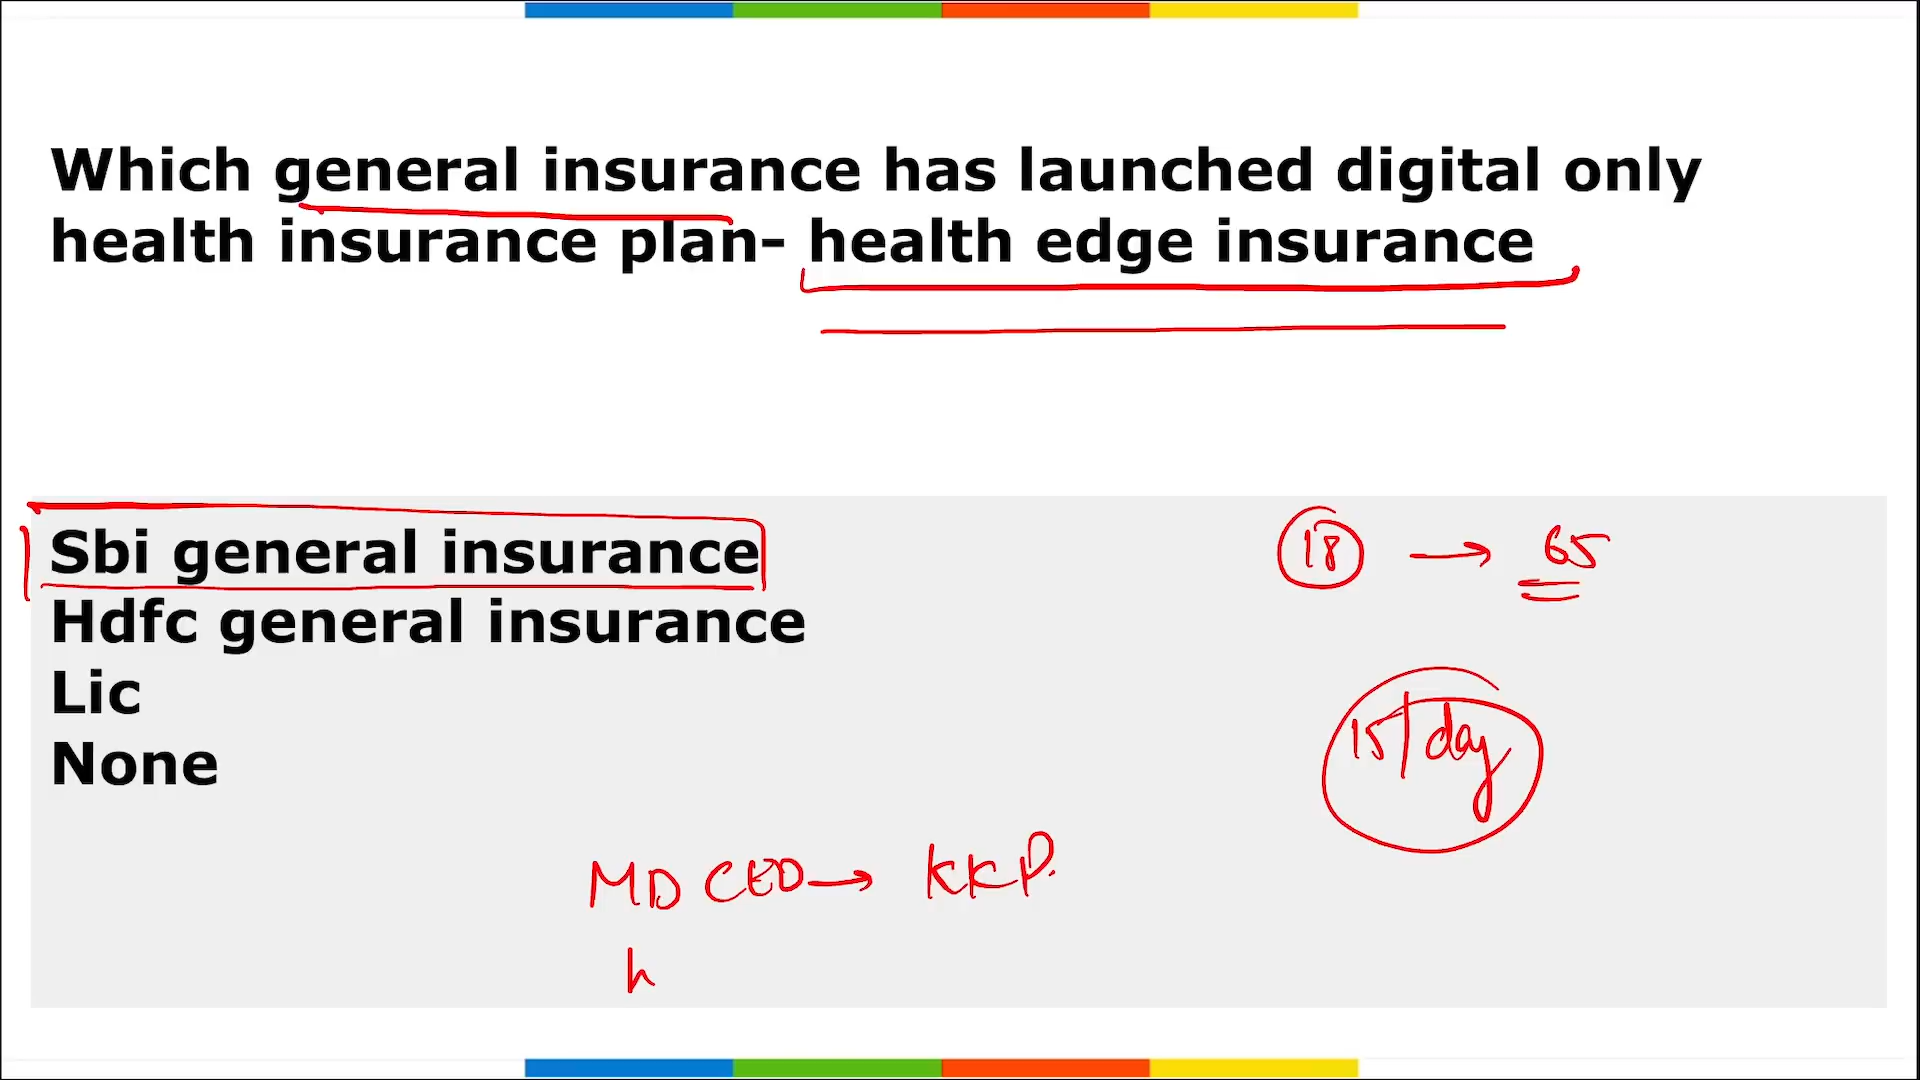 Which general insurance has launched digital only
health insurance plan- health edge insurance
Sbi general insurance
18 → 65
Hdfc general insurance
Lic
15/day
None
MD CEO → KKP.
h